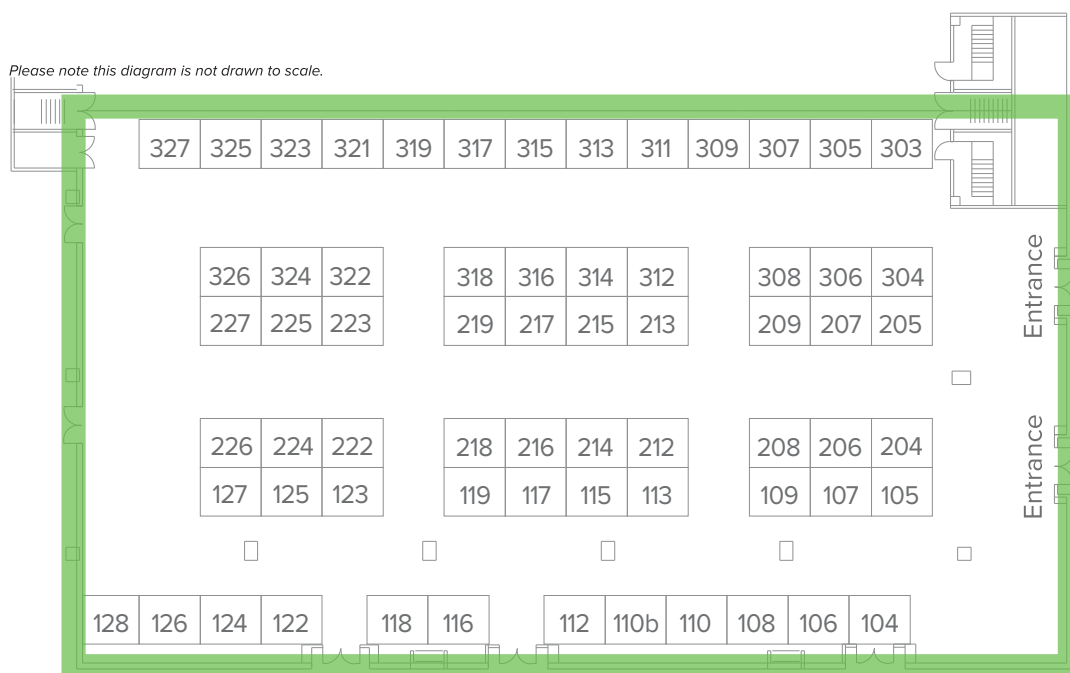 Please note this diagram is not drawn to scale.
327 325 323 321 319 317 315 313 311 309 307 305 303
326 324 322 318 316 314 312 308 306 304
227 225 223 219 217 215 213 209 207 205
Entrance
226 224 222 218 216 214 212 208 206 204
127 125 123 119 117 115 113 109 107 105
Entrance
128 126 124 122 118 116 112 110b 110 108 106 104